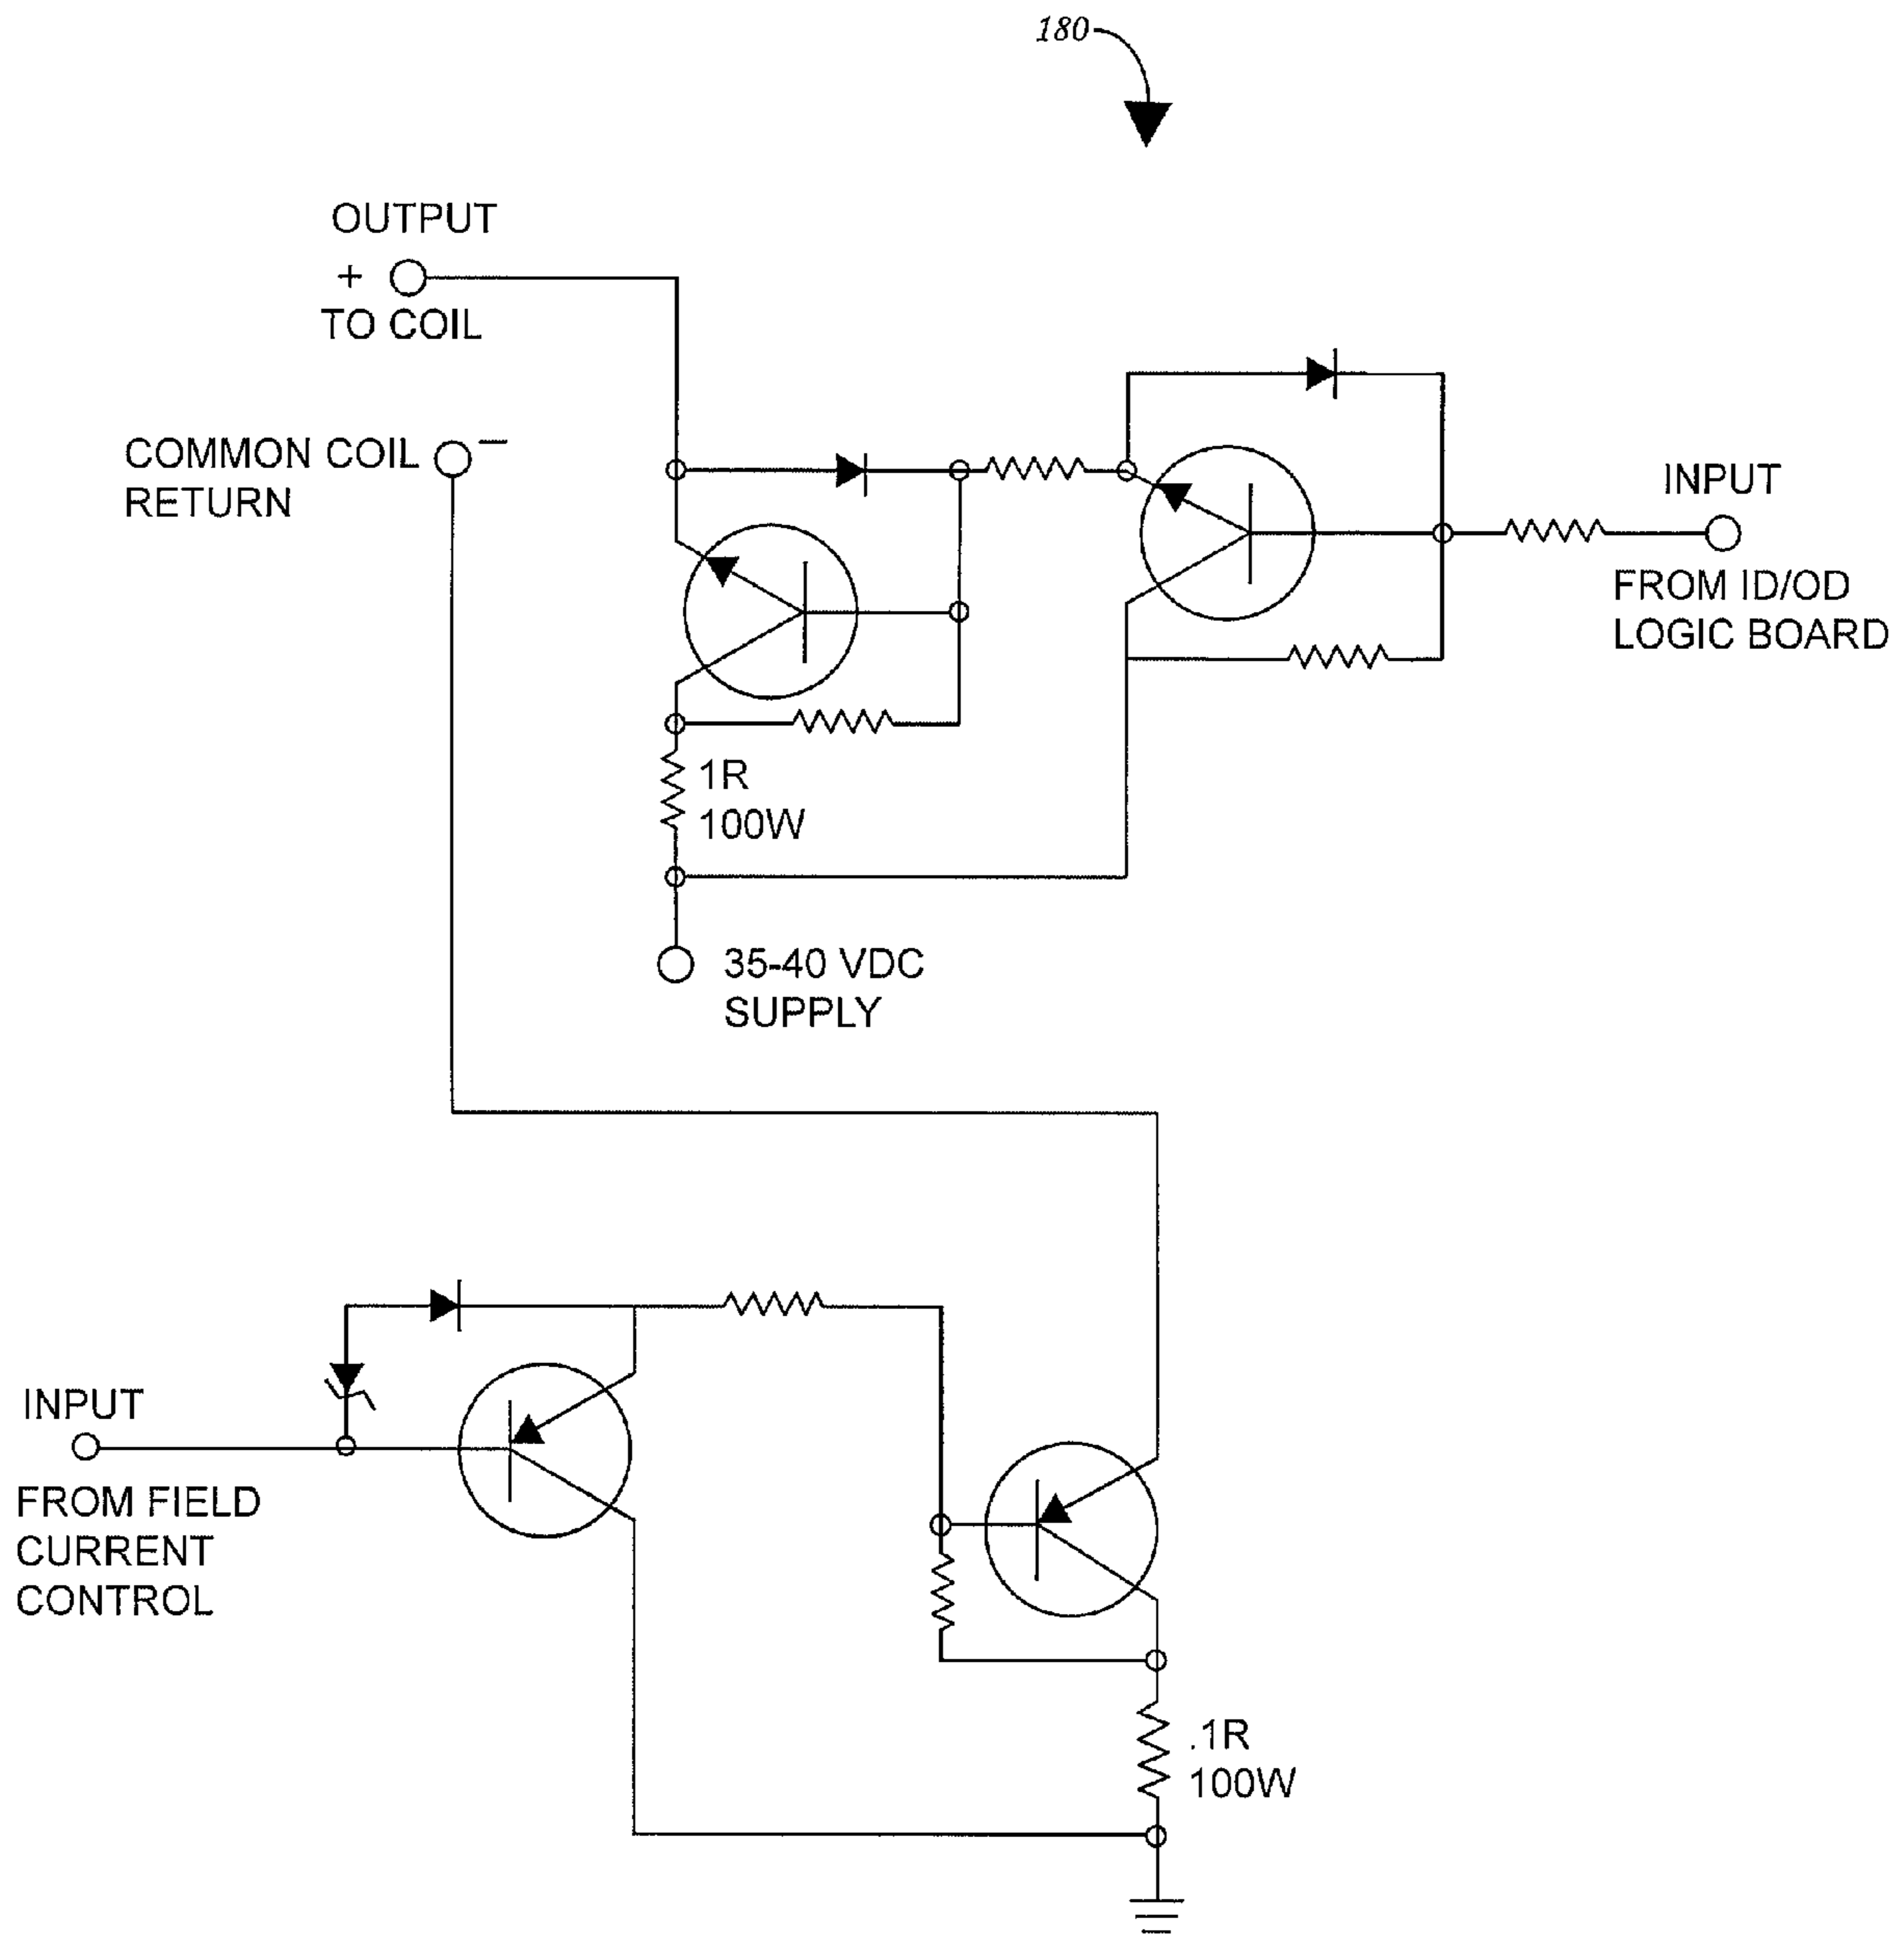 180
OUTPUT
+
TO COIL
COMMON COIL −
RETURN
INPUT
FROM ID/OD
LOGIC BOARD
1R
100W
35-40 VDC
SUPPLY
INPUT
FROM FIELD
CURRENT
CONTROL
.1R
100W